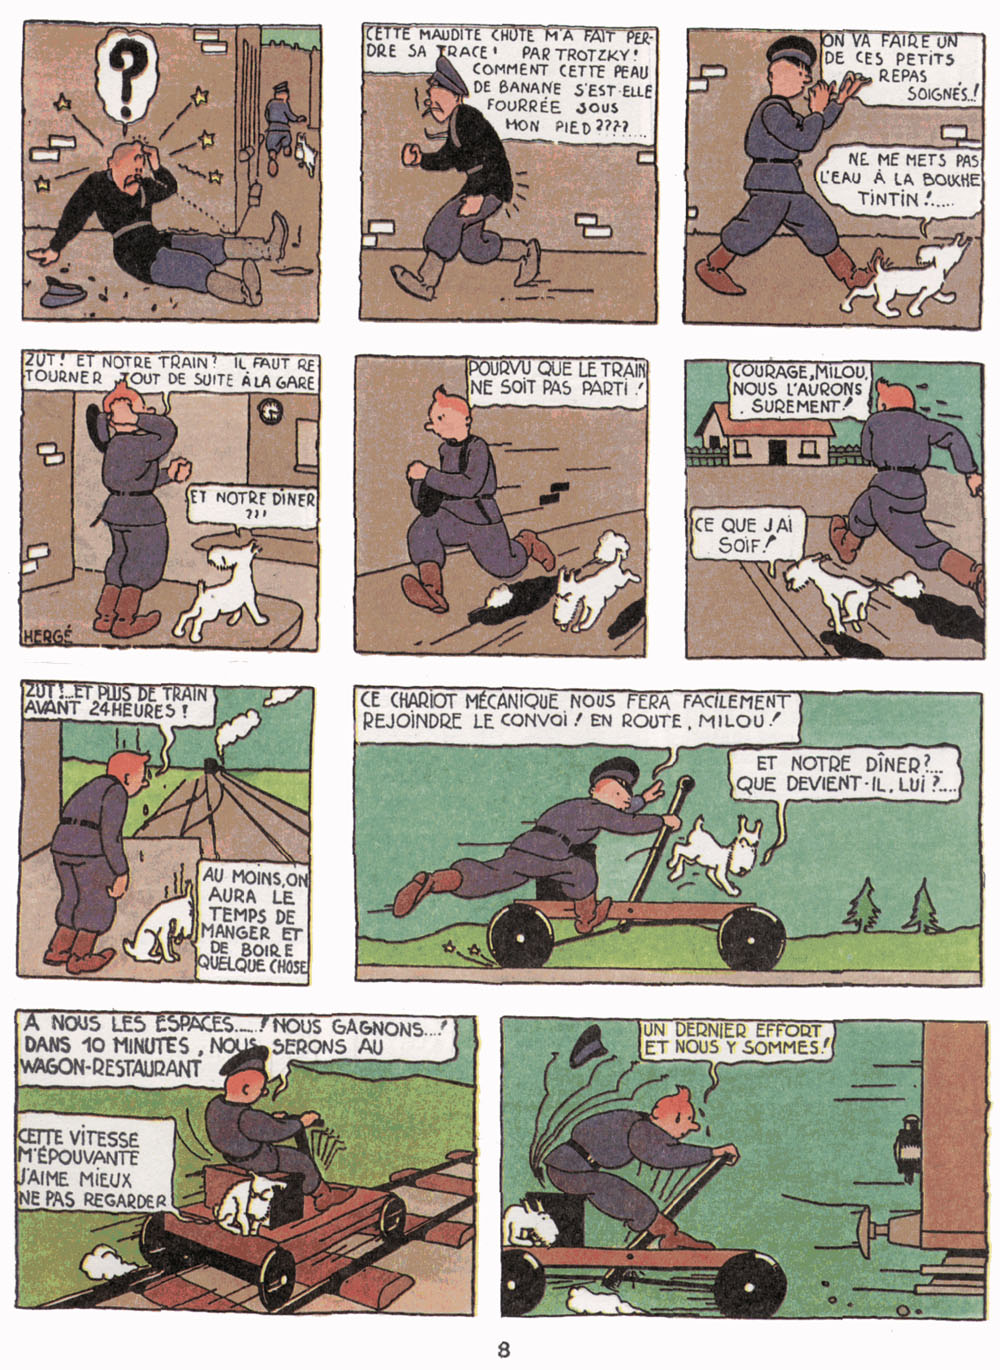 ?
CETTE MAUDITE CHUTE M'A FAIT PER-
DRE SA TRACE! PAR TROTZKY!
COMMENT CETTE PEAU
DE BANANE S'EST-ELLE
FOURRÉE SOUS
MON PIED????....
ON VA FAIRE UN
DE CES PETITS
REPAS
SOIGNÉS..!
NE ME METS PAS
L'EAU À LA BOUCHE
TINTIN!.....
ZUT! ET NOTRE TRAIN? IL FAUT RE
TOURNER TOUT DE SUITE À LA GARE
ET NOTRE DÎNER
???
HERGÉ
POURVU QUE LE TRAIN
NE SOIT PAS PARTI!
COURAGE, MILOU,
NOUS L'AURONS
SUREMENT!
CE QUE J'AI
SOIF!
ZUT!...ET PLUS DE TRAIN
AVANT 24 HEURES!
AU MOINS, ON
AURA LE
TEMPS DE
MANGER ET
DE BOIRE
QUELQUE CHOSE
CE CHARIOT MÉCANIQUE NOUS FERA FACILEMENT
REJOINDRE LE CONVOI! EN ROUTE, MILOU!
ET NOTRE DÎNER?....
QUE DEVIENT-IL, LUI?.....
A NOUS LES ESPACES.....! NOUS GAGNONS...!
DANS 10 MINUTES, NOUS SERONS AU
WAGON-RESTAURANT
CETTE VITESSE
M'ÉPOUVANTE
J'AIME MIEUX
NE PAS REGARDER
UN DERNIER EFFORT
ET NOUS Y SOMMES!
8